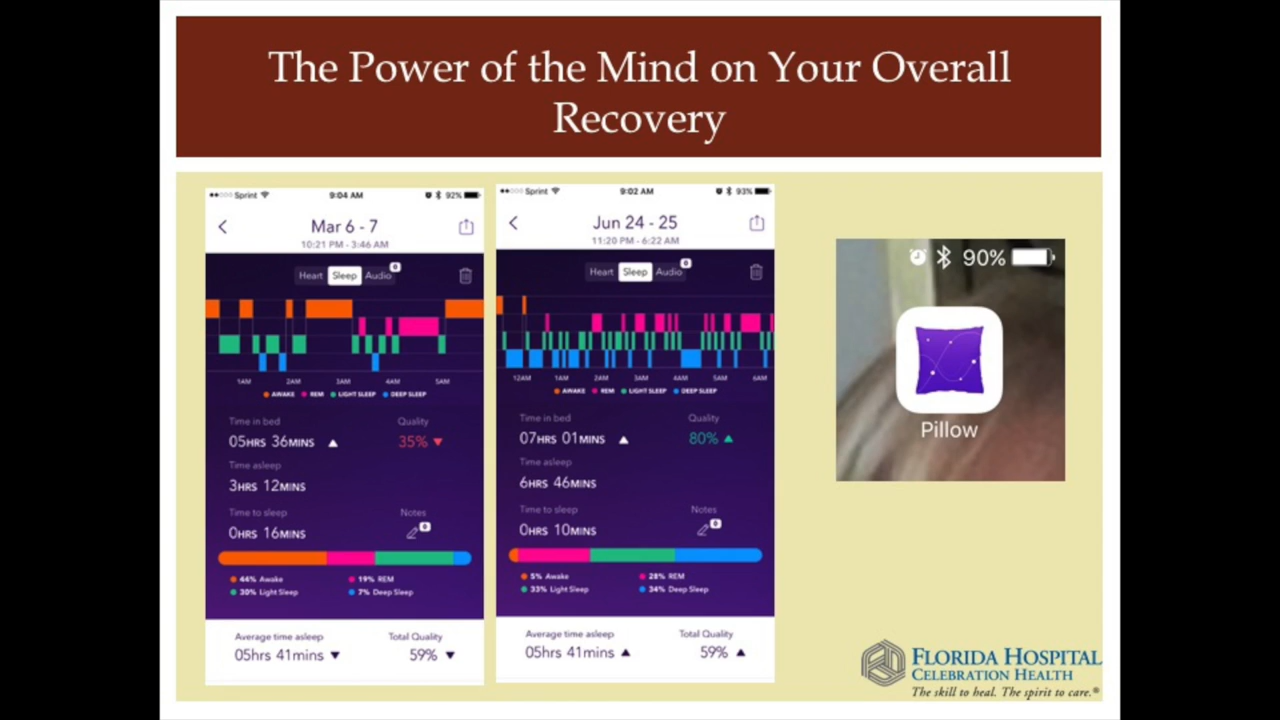 The Power of the Mind on Your Overall
Recovery
Sprint 9:04 AM 92%
Mar 6 - 7
10:21 PM - 3:46 AM
Heart Sleep Audio 0
1AM 2AM 3AM 4AM 5AM
AWAKE REM LIGHT SLEEP DEEP SLEEP
Time in bed Quality
05HRS 36MINS 35%
Time asleep
3HRS 12MINS
Time to sleep Notes
0HRS 16MINS 0
44% Awake 19% REM
30% Light Sleep 7% Deep Sleep
Average time asleep Total Quality
05hrs 41mins 59%
Sprint 9:02 AM 93%
Jun 24 - 25
11:20 PM - 6:22 AM
Heart Sleep Audio 0
12AM 1AM 2AM 3AM 4AM 5AM 6AM
AWAKE REM LIGHT SLEEP DEEP SLEEP
Time in bed Quality
07HRS 01MINS 80%
Time asleep
6HRS 46MINS
Time to sleep Notes
0HRS 10MINS 0
5% Awake 28% REM
33% Light Sleep 34% Deep Sleep
Average time asleep Total Quality
05hrs 41mins 59%
90%
Pillow
FLORIDA HOSPITAL
CELEBRATION HEALTH
The skill to heal. The spirit to care.®